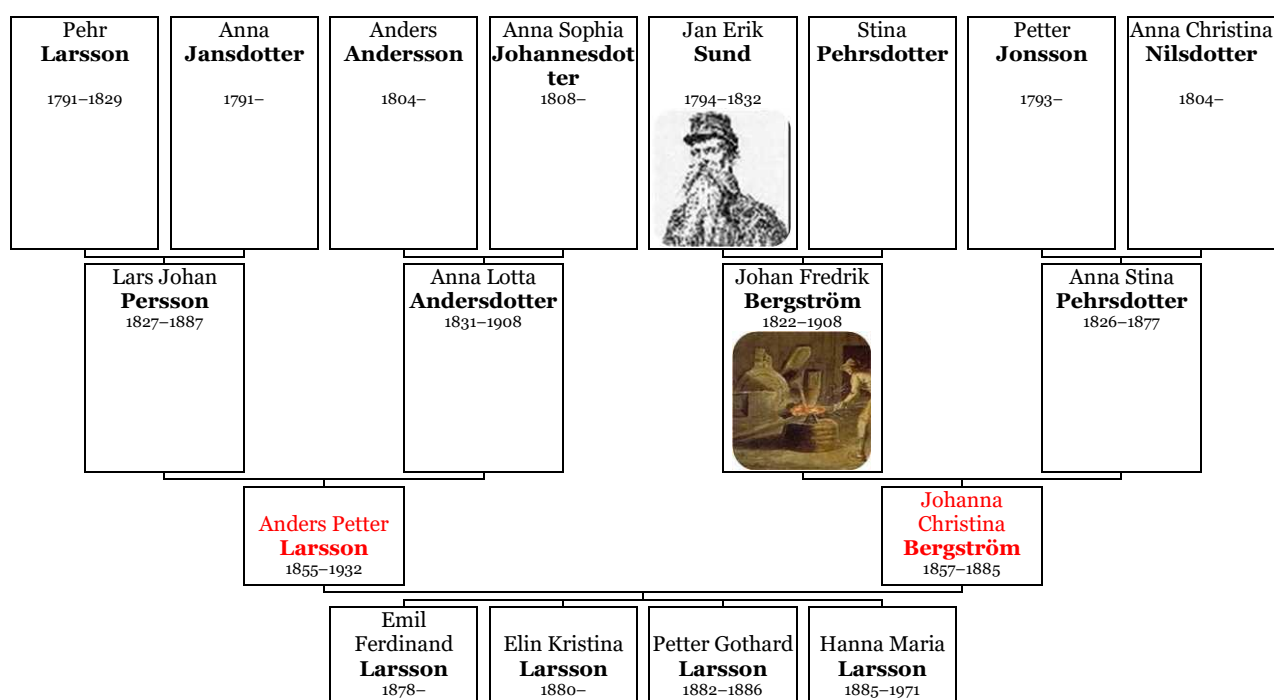 Pehr
Larsson
1791–1829
Anna
Jansdotter
1791–
Anders
Andersson
1804–
Anna Sophia
Johannesdot
ter
1808–
Jan Erik
Sund
1794–1832
Stina
Pehrsdotter
Petter
Jonsson
1793–
Anna Christina
Nilsdotter
1804–
Lars Johan
Persson
1827–1887
Anna Lotta
Andersdotter
1831–1908
Johan Fredrik
Bergström
1822–1908
Anna Stina
Pehrsdotter
1826–1877
Anders Petter
Larsson
1855–1932
Johanna
Christina
Bergström
1857–1885
Emil
Ferdinand
Larsson
1878–
Elin Kristina
Larsson
1880–
Petter Gothard
Larsson
1882–1886
Hanna Maria
Larsson
1885–1971